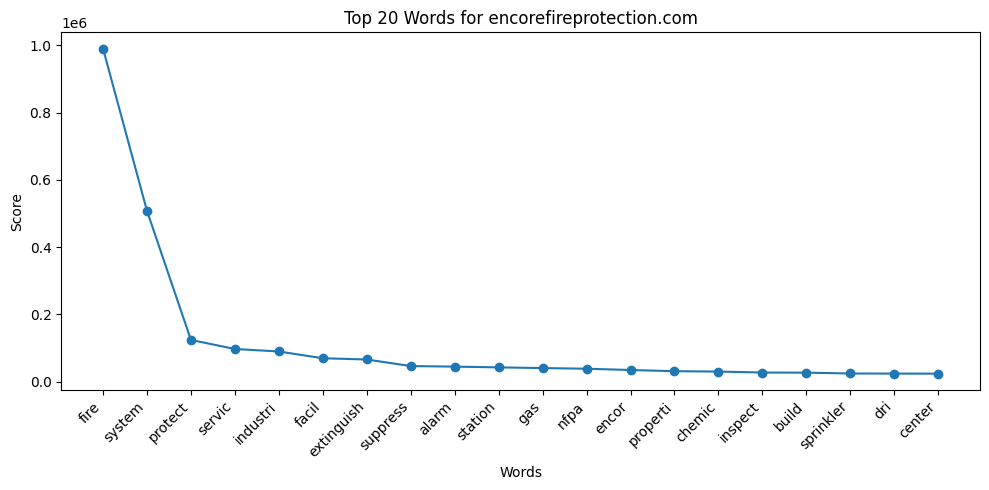 Top 20 Words for encorefireprotection.com
1e6
1.0
0.8
0.6
0.4
0.2
0.0
Score
fire
system
protect
servic
industri
facil
extinguish
suppress
alarm
station
gas
nfpa
encor
properti
chemic
inspect
build
sprinkler
dri
center
Words